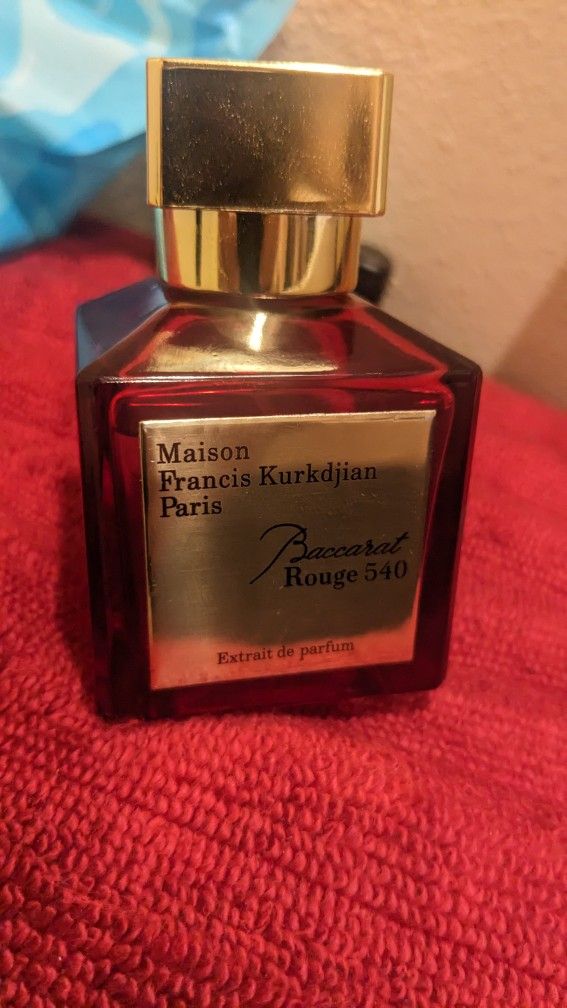 Maison
Francis Kurkdjian
Paris
Baccarat
Rouge 540
Extrait de parfum